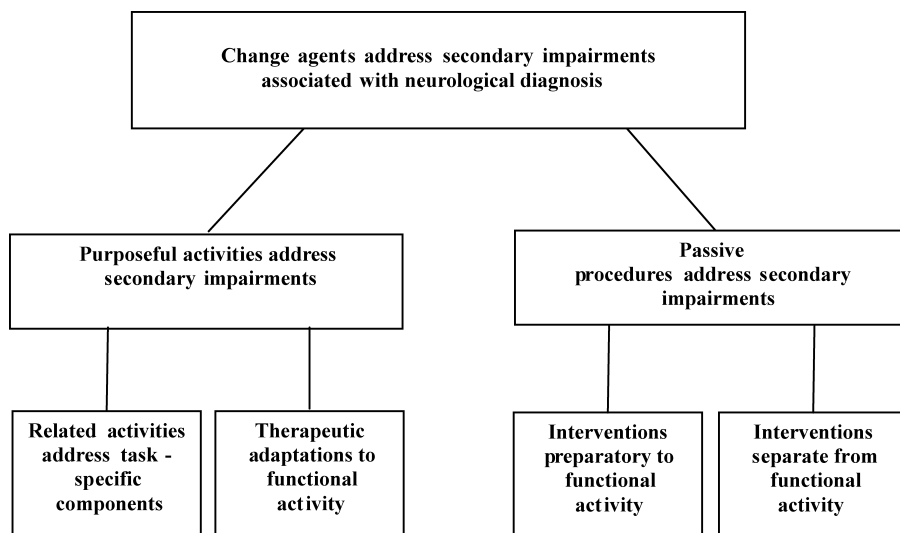 Change agents address secondary impairments
associated with neurological diagnosis
Purposeful activities address
secondary impairments
Passive
procedures address secondary
impairments
Related activities
address task -
specific
components
Therapeutic
adaptations to
functional
activity
Interventions
preparatory to
functional
activity
Interventions
separate from
functional
activity